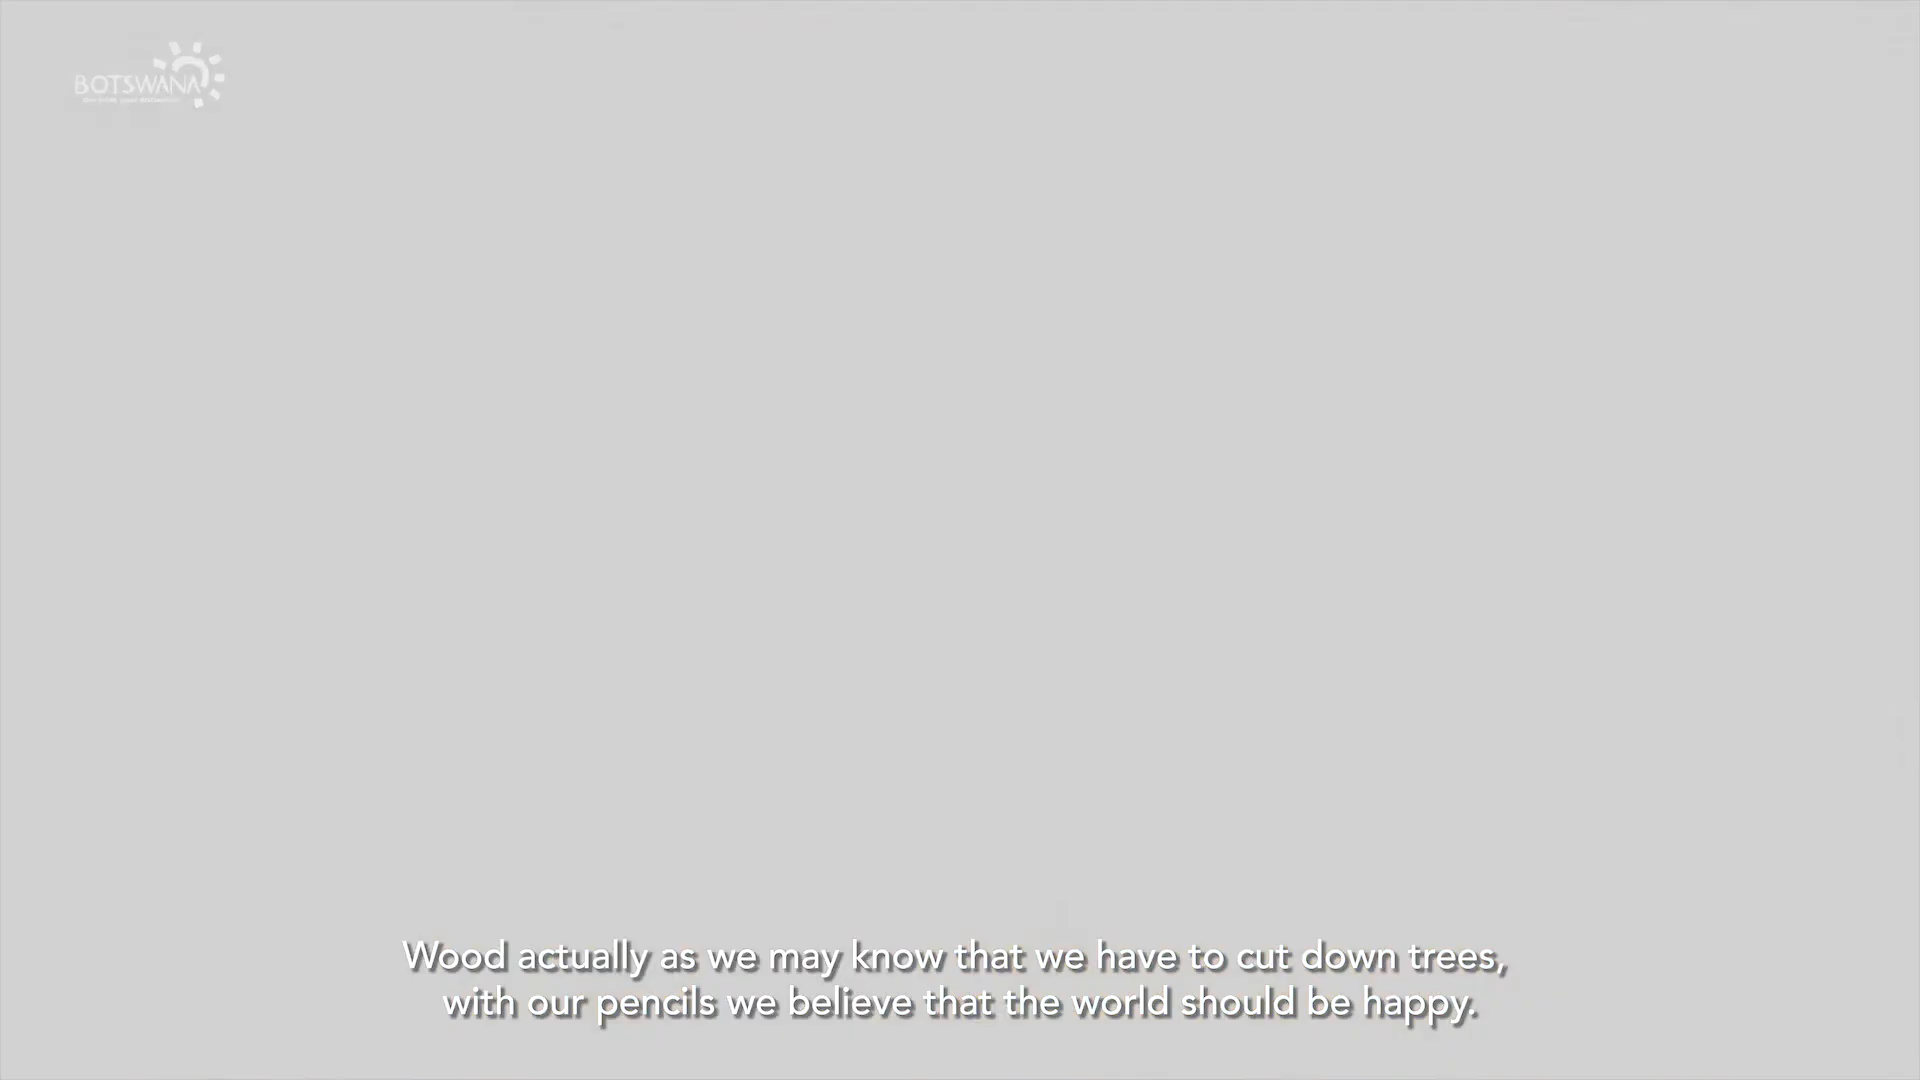 BOTSWANA
Wood actually as we may know that we have to cut down trees,
with our pencils we believe that the world should be happy.